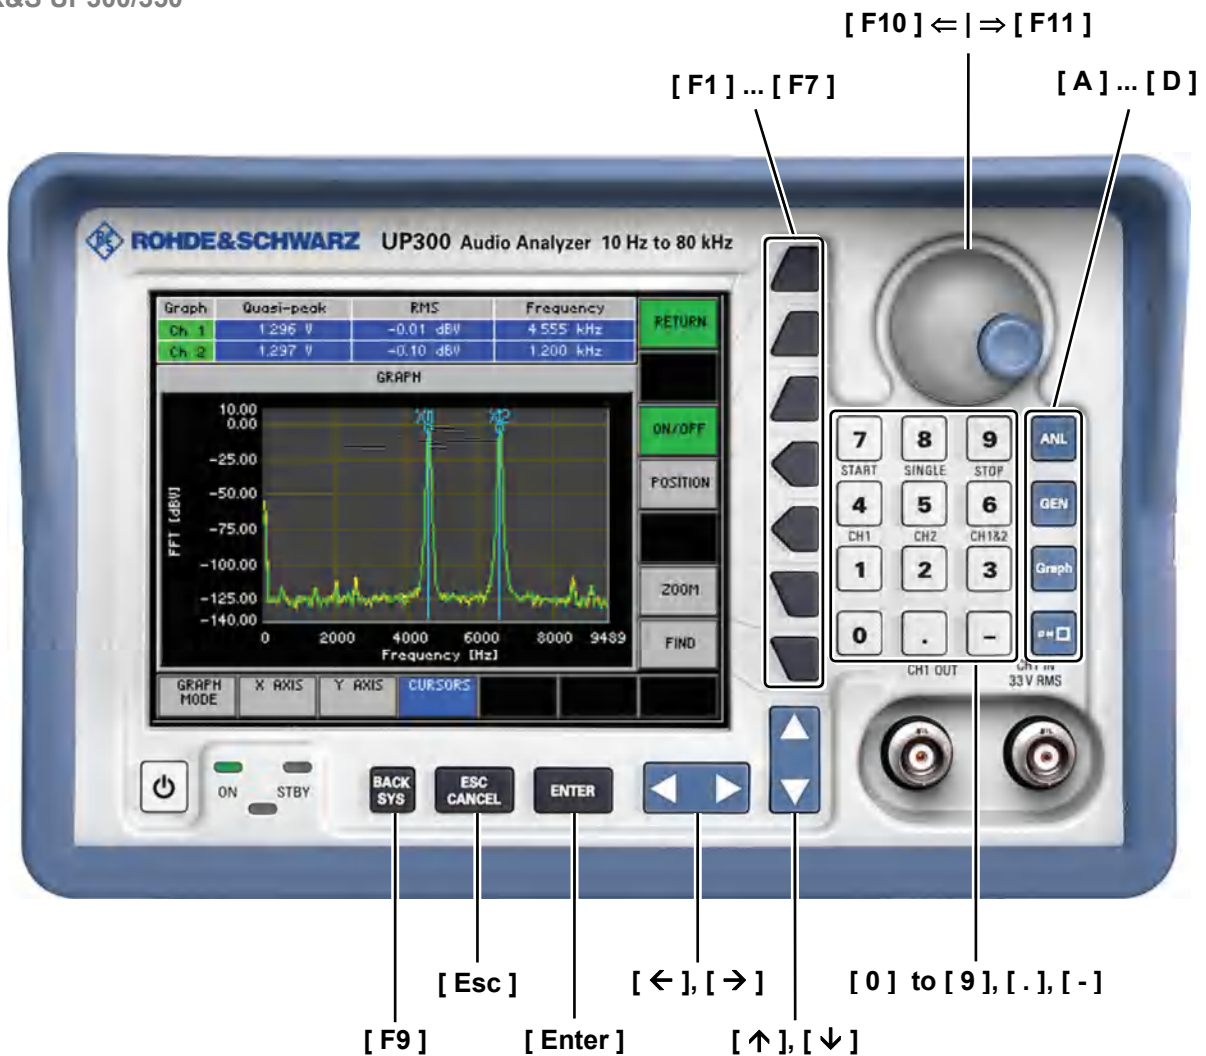 [ F10 ] ⇐ | ⇒ [ F11 ]
[ F1 ] ... [ F7 ]
[ A ] ... [ D ]
ROHDE&SCHWARZ UP300 Audio Analyzer 10 Hz to 80 kHz
Graph Quasi-peak RMS Frequency
Ch 1 1.296 V -0.01 dBV 4.555 kHz
Ch 2 1.297 V -0.10 dBV 1.200 kHz
RETURN
GRAPH
ON/OFF
POSITION
ZOOM
FIND
10.00
0.00
-25.00
-50.00
-75.00
-100.00
-125.00
-140.00
FFT [dBV]
0 2000 4000 6000 8000 9489
Frequency [Hz]
GRAPH MODE
X AXIS
Y AXIS
CURSORS
7 8 9
START SINGLE STOP
4 5 6
CH1 CH2 CH1&2
1 2 3
0 . -
ANL
GEN
Graph
CH1 OUT
CH1 IN
33 V RMS
ON STBY
BACK
SYS
ESC
CANCEL
ENTER
[ Esc ]
[ ← ], [ → ]
[ 0 ] to [ 9 ], [ . ], [ - ]
[ F9 ]
[ Enter ]
[ ↑ ], [ ↓ ]